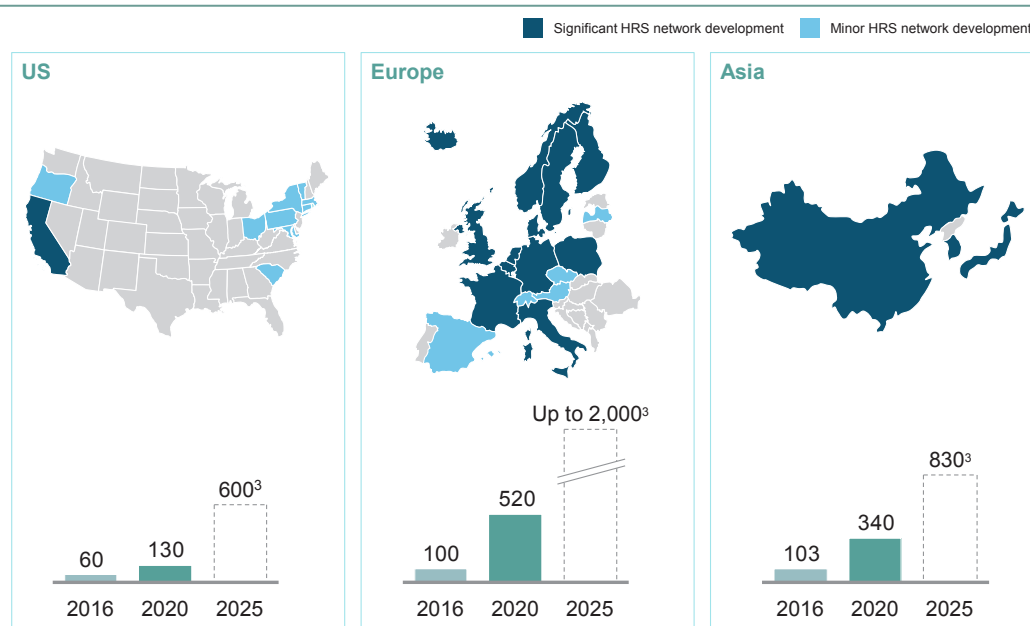 Significant HRS network development
Minor HRS network development
US
60
130
600³
2016
2020
2025
Europe
100
520
Up to 2,000³
2016
2020
2025
Asia
103
340
830³
2016
2020
2025